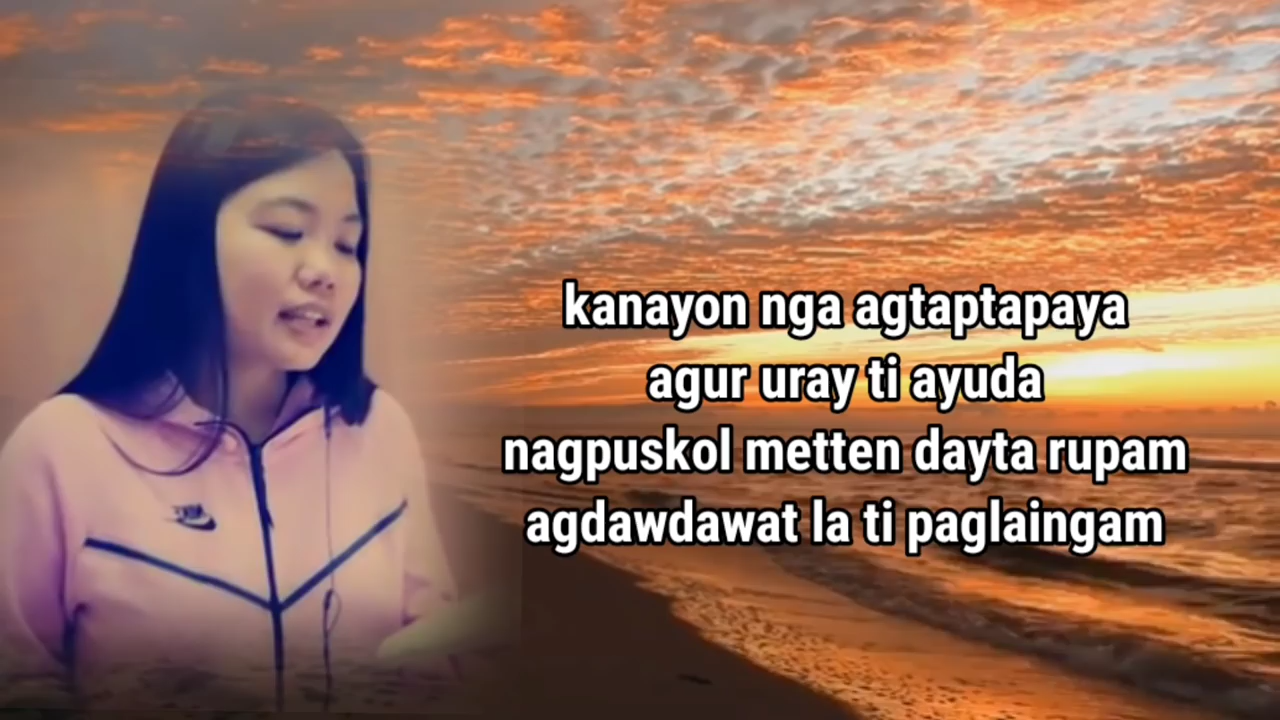 kanayon nga agtaptapaya
agur uray ti ayuda
nagpuskol metten dayta rupam
agdawdawat la ti paglaingam